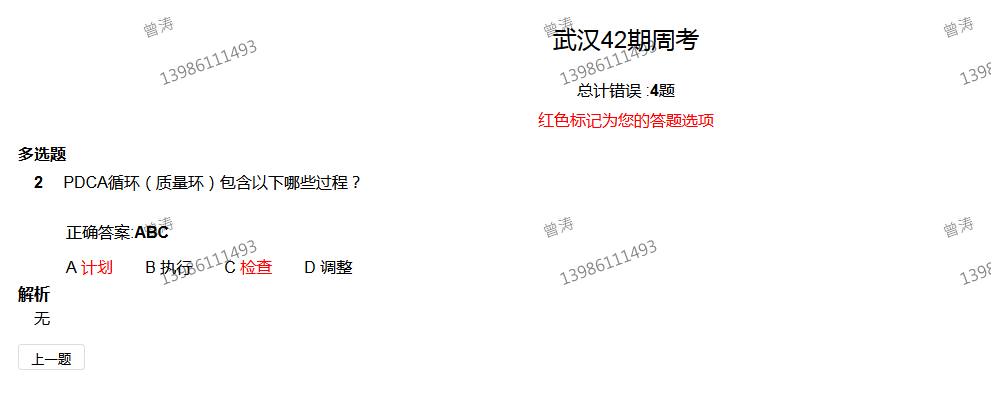 曾涛 曾涛 曾涛
武汉42期周考
13986111493 13986111493 13986
总计错误 :4题
红色标记为您的答题选项
多选题
2 PDCA循环（质量环）包含以下哪些过程？
曾涛 曾涛 曾涛
正确答案:ABC
13986111493 13986111493 13986
A 计划 B 执行 C 检查 D 调整
解析
无
上一题